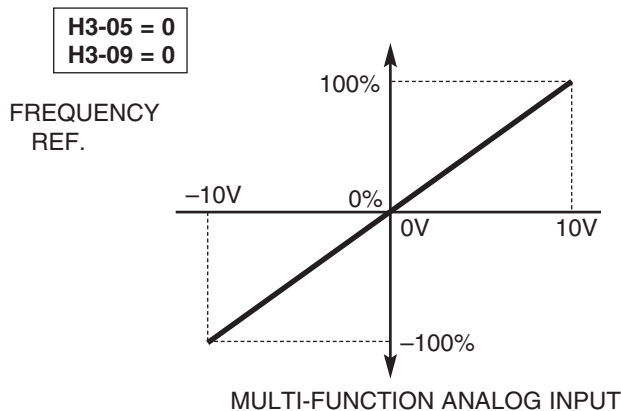 H3-05 = 0
H3-09 = 0
FREQUENCY
REF.
100%
–10V
0%
0V
10V
–100%
MULTI-FUNCTION ANALOG INPUT